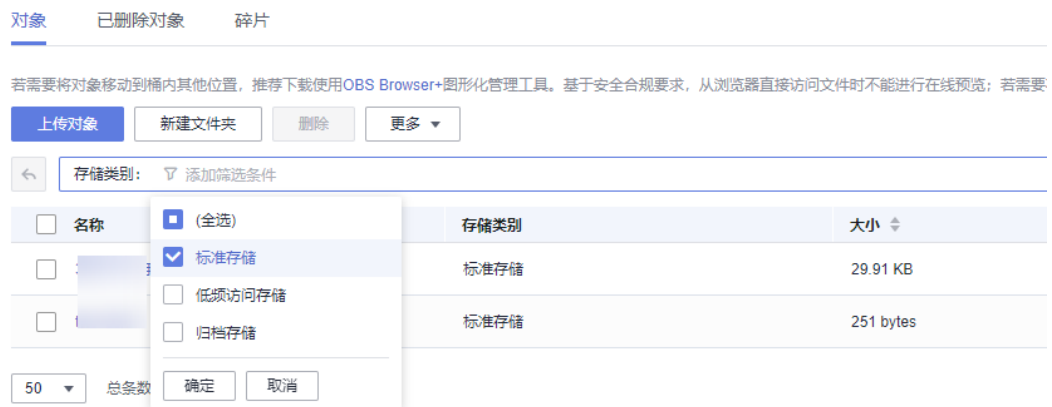 对象 已删除对象 碎片
若需要将对象移动到桶内其他位置，推荐下载使用OBS Browser+图形化管理工具。基于安全合规要求，从浏览器直接访问文件时不能进行在线预览；若需要
上传对象 新建文件夹 删除 更多
存储类别： 添加筛选条件
名称 (全选) 存储类别 大小
标准存储
标准存储 29.91 KB
低频访问存储
标准存储 251 bytes
归档存储
50 总条数 确定 取消